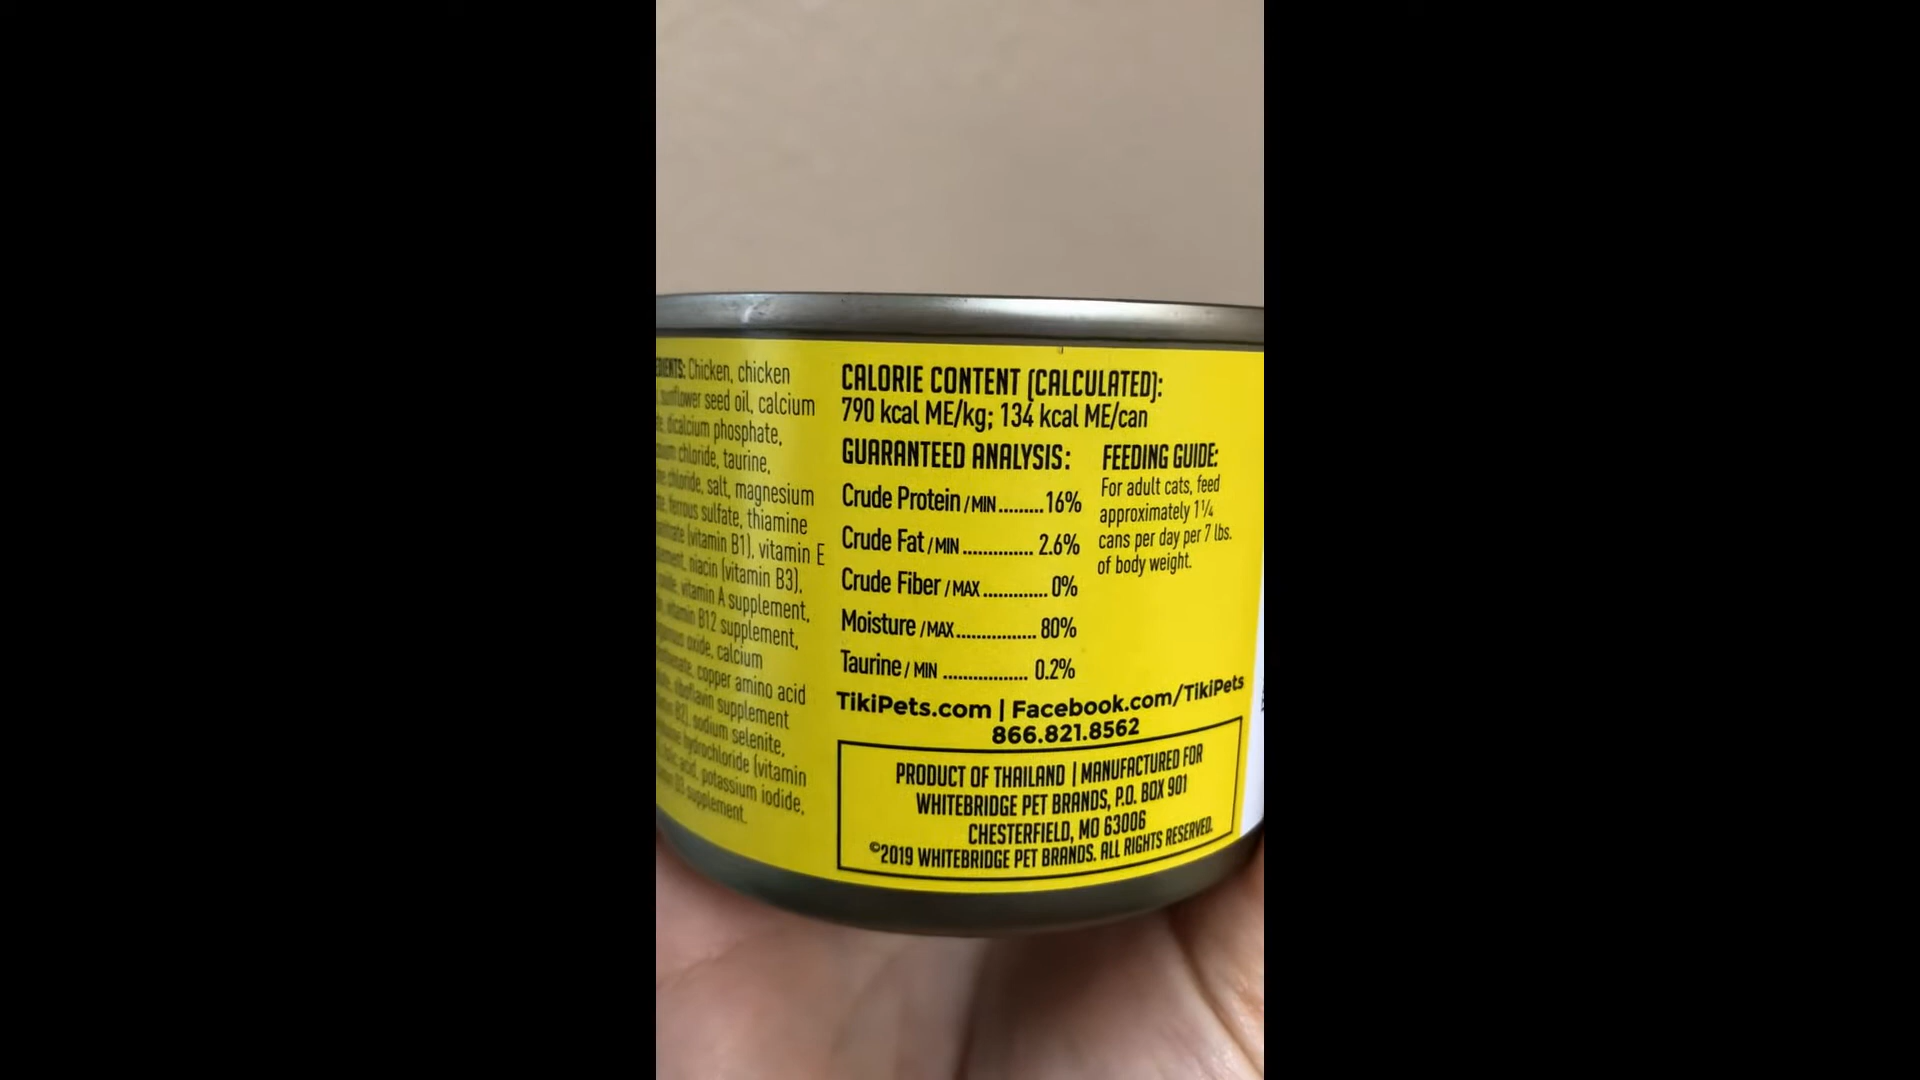 Chicken, chicken
sunflower seed oil, calcium
dicalcium phosphate,
chloride, taurine,
chloride, salt, magnesium
ferrous sulfate, thiamine
(vitamin B1), vitamin E
niacin (vitamin B3),
vitamin A supplement,
vitamin B12 supplement,
oxide, calcium
copper amino acid
riboflavin supplement
sodium selenite,
hydrochloride (vitamin
acid, potassium iodide,
supplement.
CALORIE CONTENT (CALCULATED):
790 kcal ME/kg; 134 kcal ME/can
GUARANTEED ANALYSIS:
Crude Protein / MIN ......... 16%
Crude Fat / MIN .............. 2.6%
Crude Fiber / MAX ............. 0%
Moisture / MAX ................ 80%
Taurine / MIN ................. 0.2%
FEEDING GUIDE:
For adult cats, feed
approximately 1 1/4
cans per day per 7 lbs.
of body weight.
TikiPets.com | Facebook.com/TikiPets
866.821.8562
PRODUCT OF THAILAND | MANUFACTURED FOR
WHITEBRIDGE PET BRANDS, P.O. BOX 901
CHESTERFIELD, MO 63006
©2019 WHITEBRIDGE PET BRANDS. ALL RIGHTS RESERVED.